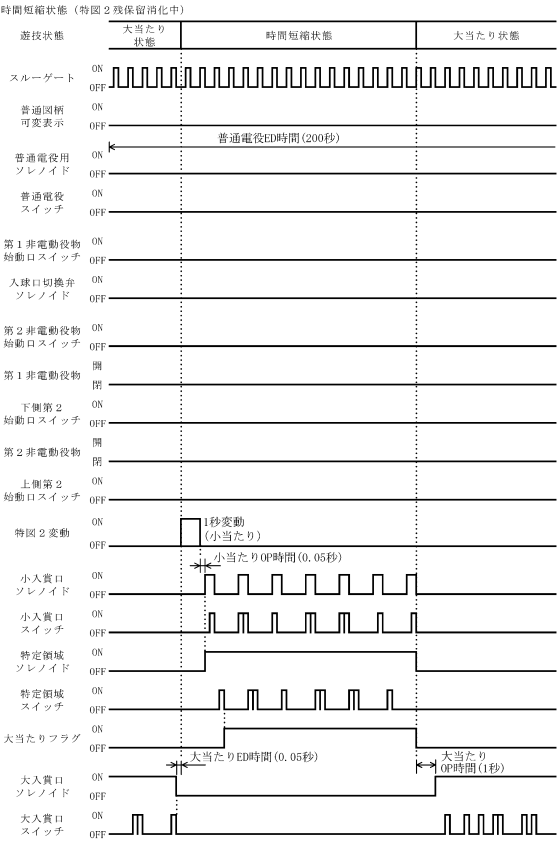 時間短縮状態（特図２残保留消化中）
遊技状態
大当たり
状態
時間短縮状態
大当たり状態
スルーゲート
ON
OFF
普通図柄
可変表示
ON
OFF
普通電役ED時間(200秒)
普通電役用
ソレノイド
ON
OFF
普通電役
スイッチ
ON
OFF
第１非電動役物
始動口スイッチ
ON
OFF
入球口切換弁
ソレノイド
ON
OFF
第２非電動役物
始動口スイッチ
ON
OFF
第１非電動役物
開
閉
下側第２
始動口スイッチ
ON
OFF
第２非電動役物
開
閉
上側第２
始動口スイッチ
ON
OFF
特図２変動
ON
OFF
1秒変動
(小当たり)
小当たりOP時間(0.05秒)
小入賞口
ソレノイド
ON
OFF
小入賞口
スイッチ
ON
OFF
特定領域
ソレノイド
ON
OFF
特定領域
スイッチ
ON
OFF
大当たりフラグ
ON
OFF
大当たりED時間(0.05秒)
大当たり
OP時間(1秒)
大入賞口
ソレノイド
ON
OFF
大入賞口
スイッチ
ON
OFF